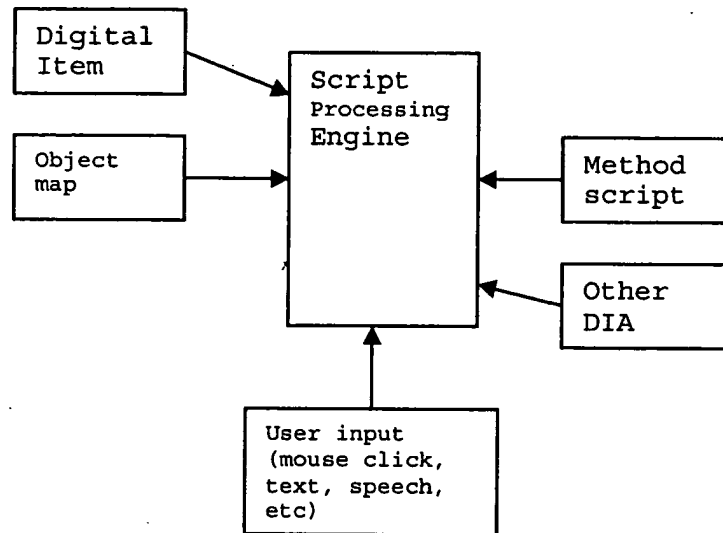 Digital
Item
Script
Processing
Engine
Object
map
Method
script
Other
DIA
User input
(mouse click,
text, speech,
etc)